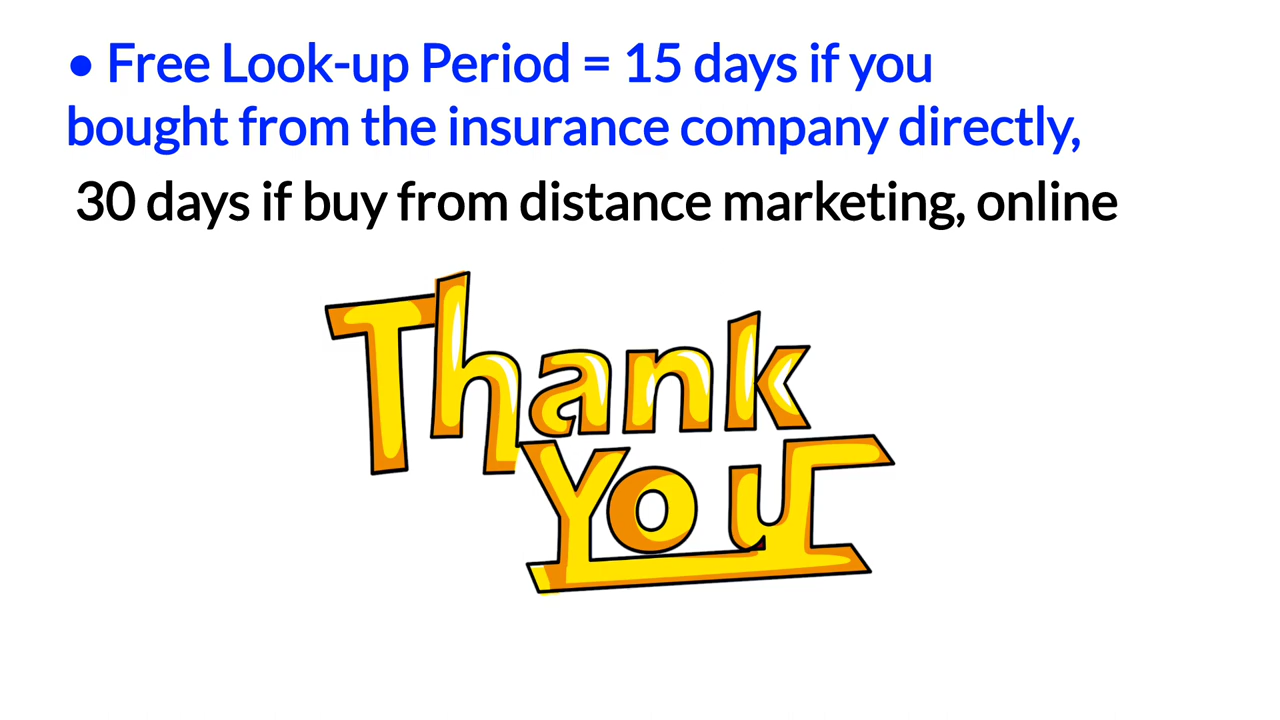 • Free Look-up Period = 15 days if you
bought from the insurance company directly,
30 days if buy from distance marketing, online
Thank
You